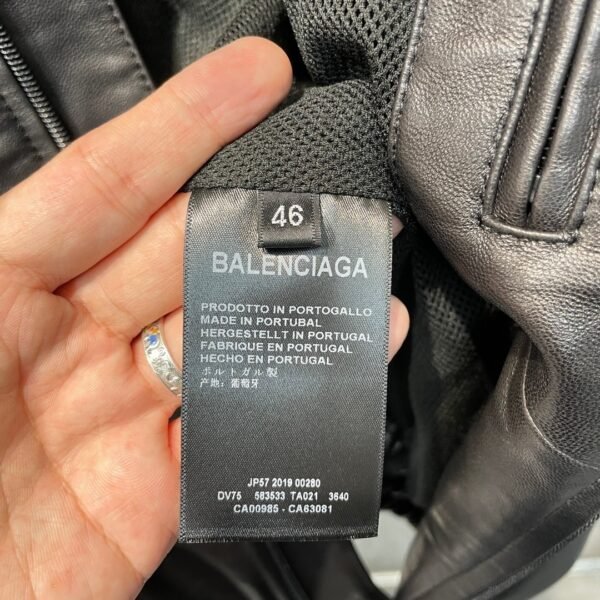 46
BALENCIAGA
PRODOTTO IN PORTOGALLO
MADE IN PORTUBAL
HERGESTELLT IN PORTUGAL
FABRIQUE EN PORTUGAL
HECHO EN PORTUGAL
ポルトガル製
产地: 葡萄牙
JP57 2019 00280
DV75 583533 TA021 3640
CA00985 - CA63081